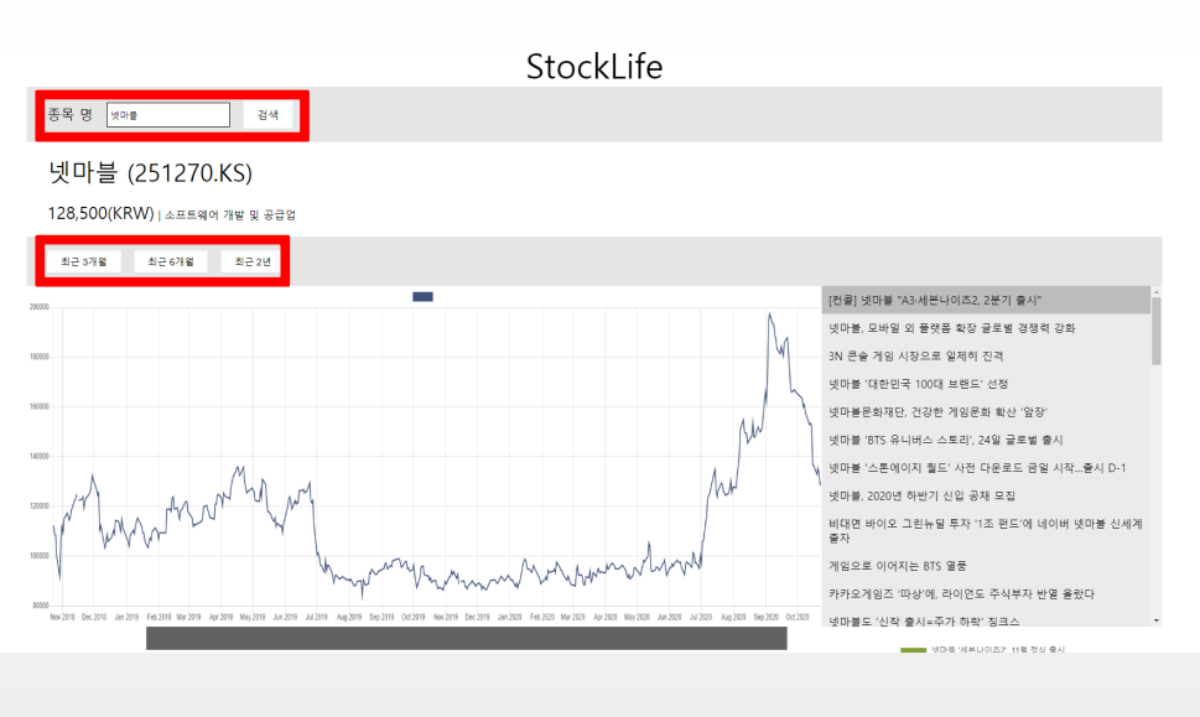 StockLife
종목 명
넷마블
검색
넷마블 (251270.KS)
128,500(KRW) | 소프트웨어 개발 및 공급업
최근 3개월
최근 6개월
최근 2년
200000
180000
160000
140000
120000
100000
80000
Nov 2018 Dec 2018 Jan 2019 Feb 2019 Mar 2019 Apr 2019 May 2019 Jun 2019 Jul 2019 Aug 2019 Sep 2019 Oct 2019 Nov 2019 Dec 2019 Jan 2020 Feb 2020 Mar 2020 Apr 2020 May 2020 Jun 2020 Jul 2020 Aug 2020 Sep 2020 Oct 2020
[컨콜] 넷마블 "A3·세븐나이츠2, 2분기 출시"
넷마블, 모바일 외 플랫폼 확장 글로벌 경쟁력 강화
3N 콘솔 게임 시장으로 일제히 진격
넷마블 '대한민국 100대 브랜드' 선정
넷마블문화재단, 건강한 게임문화 확산 '앞장'
넷마블 'BTS 유니버스 스토리', 24일 글로벌 출시
넷마블 '스톤에이지 월드' 사전 다운로드 금일 시작...출시 D-1
넷마블, 2020년 하반기 신입 공채 모집
비대면 바이오 그린뉴딜 투자 '1조 펀드'에 네이버 넷마블 신세계
출자
게임으로 이어지는 BTS 열풍
카카오게임즈 '따상'에, 라이언도 주식부자 반열 올랐다
넷마블도 '신작 출시=주가 하락' 징크스
넷마블 '세븐나이츠2', 11월 정식 출시